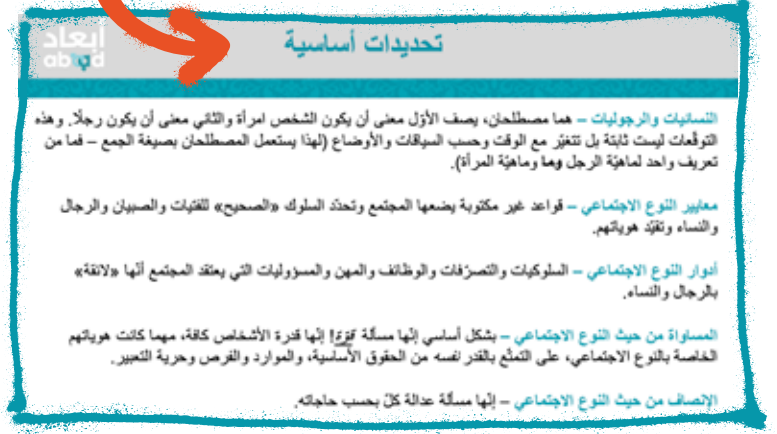 أبعاد
abaad
تحديدات أساسية
النسائيات والرجوليات – هما مصطلحان، يصف الأوّل معنى أن يكون الشخص امرأة والثاني معنى أن يكون رجلًا. وهذه
التوقّعات ليست ثابتة بل تتغيّر مع الوقت وحسب السياقات والأوضاع (لهذا يستعمل المصطلحان بصيغة الجمع – فما من
تعريف واحد لماهيّة الرجل وما وماهيّة المرأة).
معايير النوع الاجتماعي – قواعد غير مكتوبة يضعها المجتمع وتحدّد السلوك «الصحيح» للفتيات والصبيان والرجال
والنساء وتقيّد هوياتهم.
أدوار النوع الاجتماعي – السلوكيات والتصرّفات والوظائف والمهن والمسؤوليات التي يعتقد المجتمع أنّها «لائقة»
بالرجال والنساء.
المساواة من حيث النوع الاجتماعي – بشكل أساسي إنّها مسألة قوّة! إنّها قدرة الأشخاص كافة، مهما كانت هوياتهم
الخاصة بالنوع الاجتماعي، على التمتّع بالقدر نفسه من الحقوق الأساسية، والموارد والفرص وحرية التعبير.
الإنصاف من حيث النوع الاجتماعي – إنّها مسألة عدالة كلّ بحسب حاجاته.